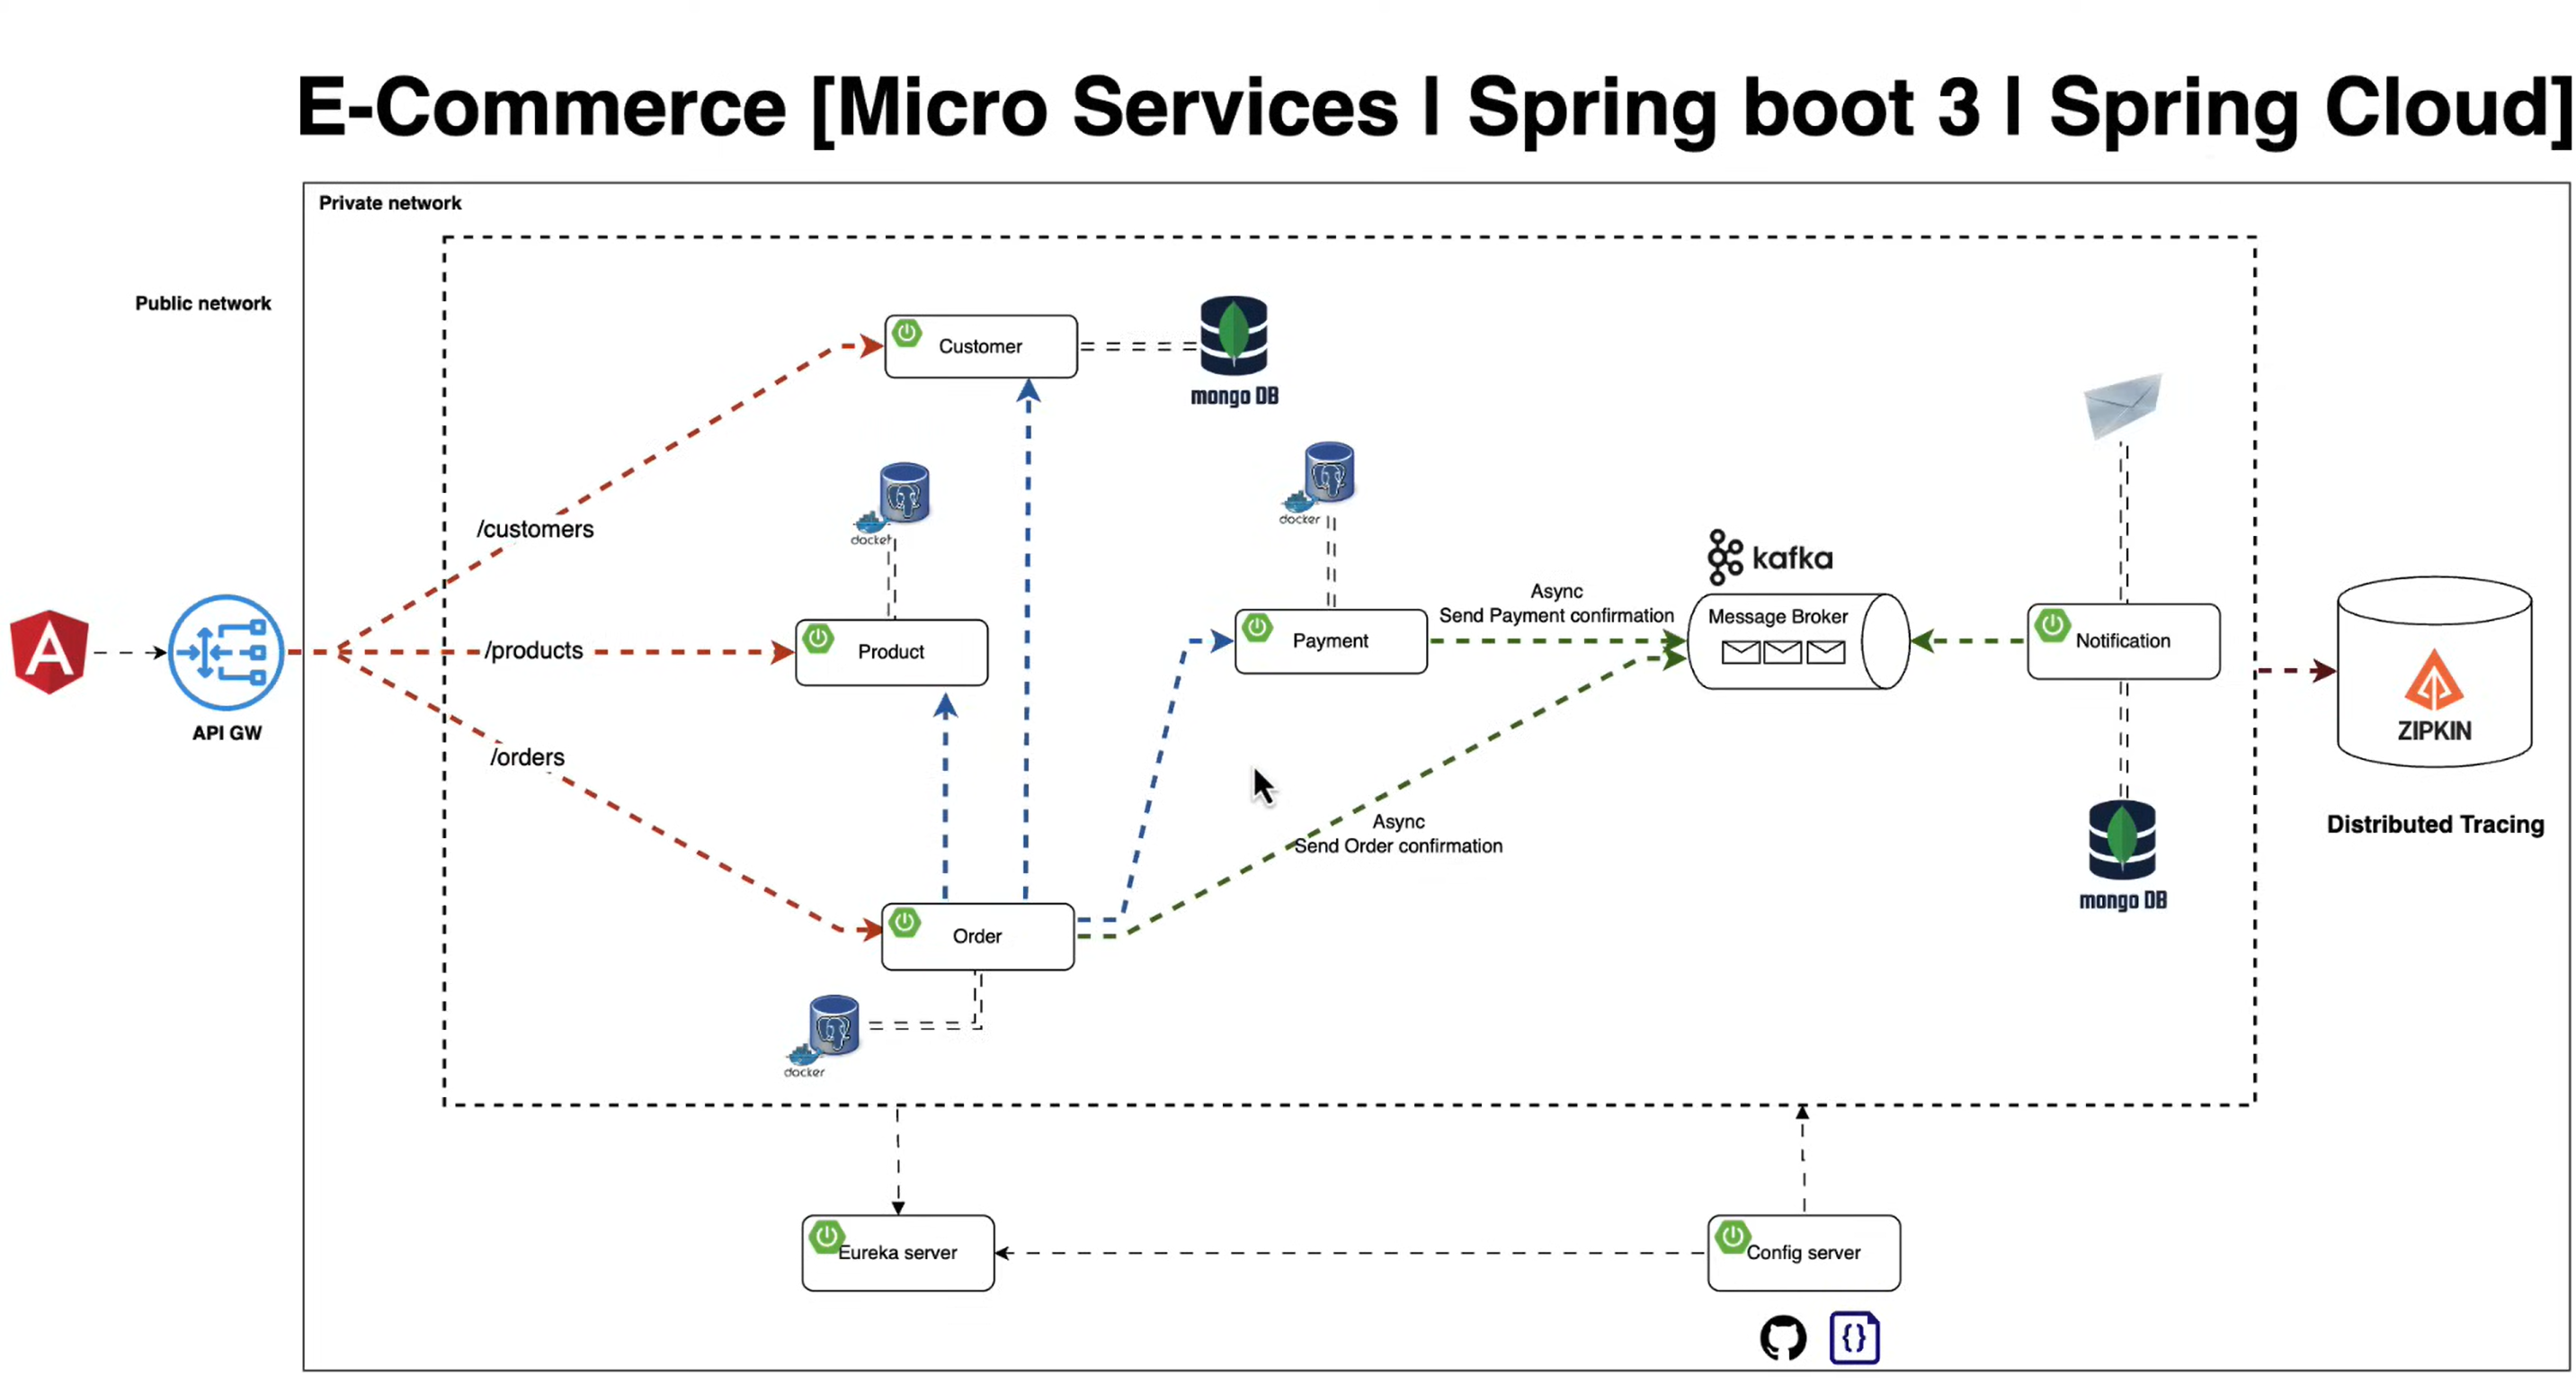 E-Commerce [Micro Services | Spring boot 3 | Spring Cloud]
Private network
Public network
Customer
mongo DB
docker
docker
/customers
kafka
Async
Send Payment confirmation
Message Broker
/products
Product
Payment
Notification
API GW
ZIPKIN
/orders
Distributed Tracing
Async
Send Order confirmation
mongo DB
Order
docker
Eureka server
Config server